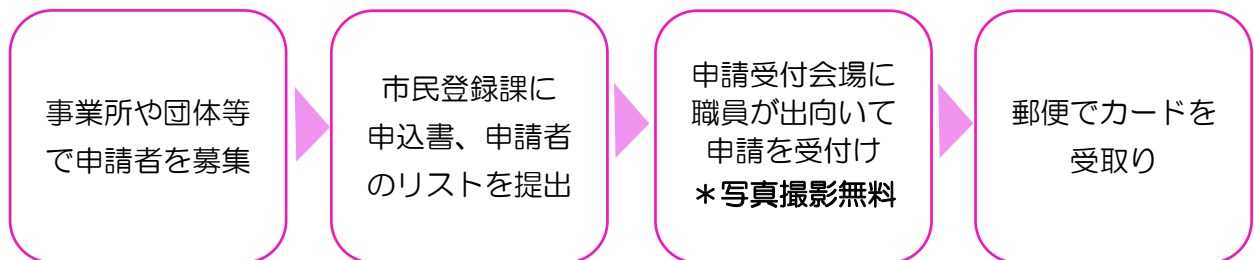 事業所や団体等
で申請者を募集
市民登録課に
申込書、申請者
のリストを提出
申請受付会場に
職員が出向いて
申請を受付け
＊写真撮影無料
郵便でカードを
受取り